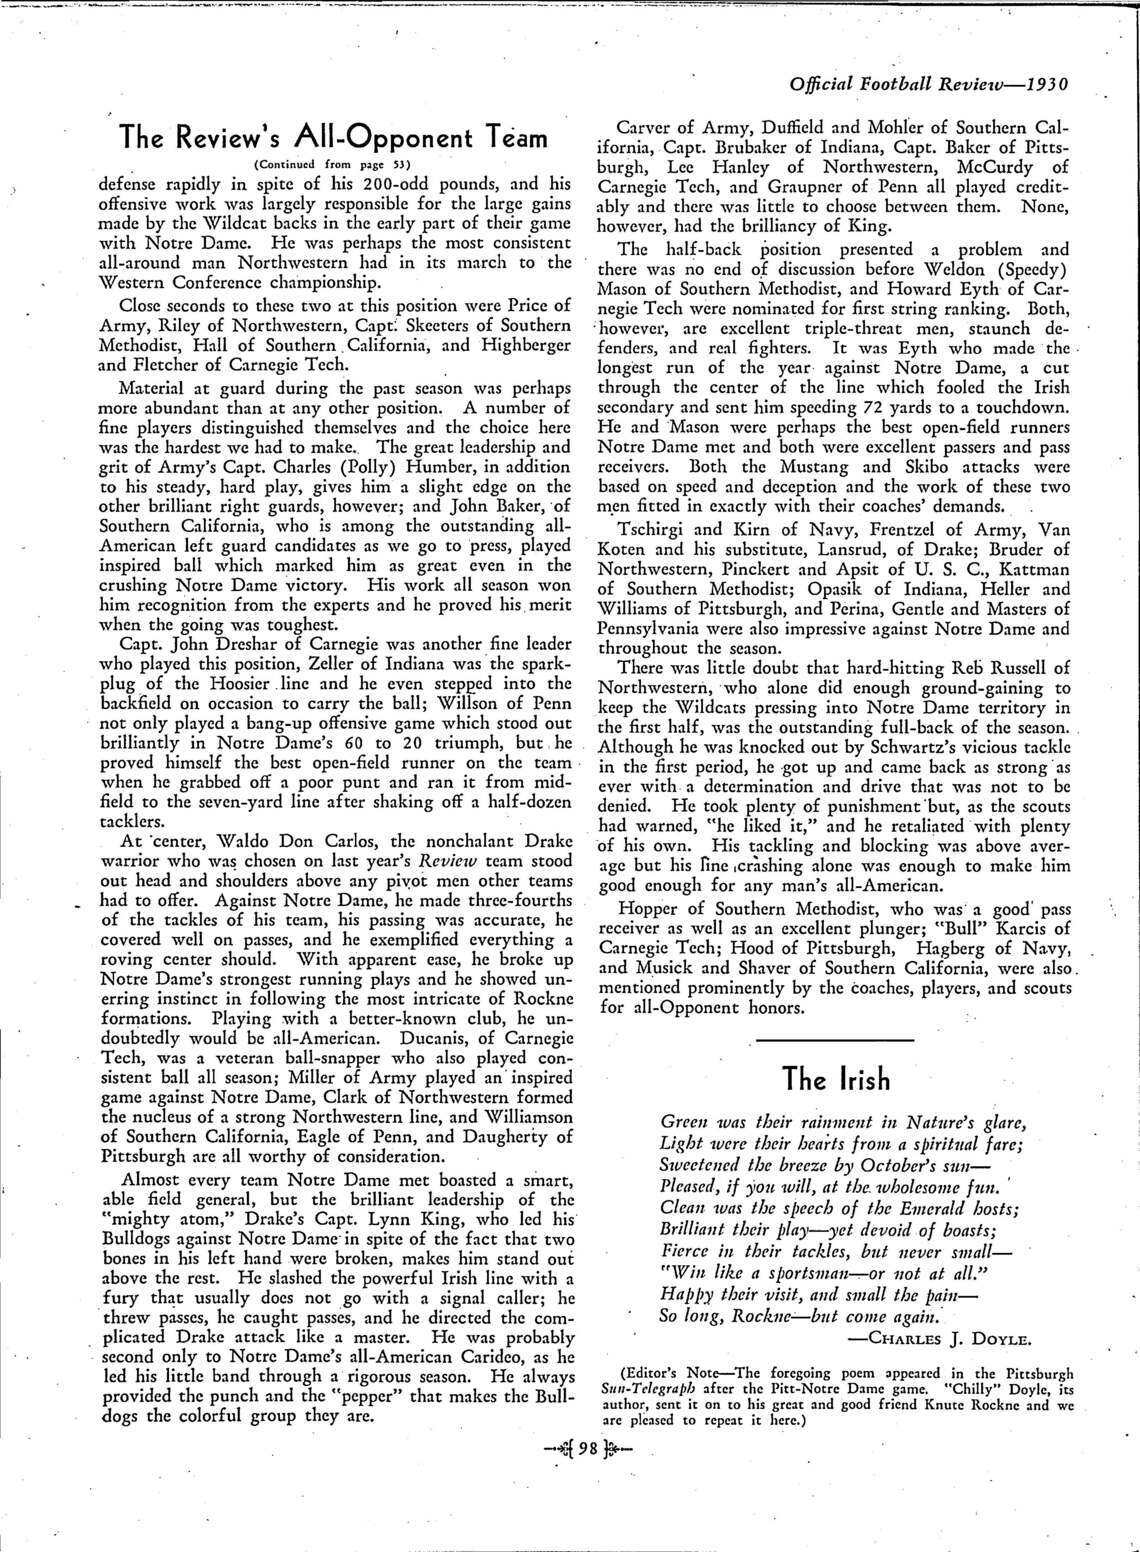 Official Football Review—1930
The Review's All-Opponent Team
(Continued from page 53)
defense rapidly in spite of his 200-odd pounds, and his
offensive work was largely responsible for the large gains
made by the Wildcat backs in the early part of their game
with Notre Dame. He was perhaps the most consistent
all-around man Northwestern had in its march to the
Western Conference championship.
Close seconds to these two at this position were Price of
Army, Riley of Northwestern, Capt. Skeeters of Southern
Methodist, Hall of Southern California, and Highberger
and Fletcher of Carnegie Tech.
Material at guard during the past season was perhaps
more abundant than at any other position. A number of
fine players distinguished themselves and the choice here
was the hardest we had to make. The great leadership and
grit of Army's Capt. Charles (Polly) Humber, in addition
to his steady, hard play, gives him a slight edge on the
other brilliant right guards, however; and John Baker, of
Southern California, who is among the outstanding all-
American left guard candidates as we go to press, played
inspired ball which marked him as great even in the
crushing Notre Dame victory. His work all season won
him recognition from the experts and he proved his merit
when the going was toughest.
Capt. John Dreshar of Carnegie was another fine leader
who played this position, Zeller of Indiana was the spark-
plug of the Hoosier line and he even stepped into the
backfield on occasion to carry the ball; Willson of Penn
not only played a bang-up offensive game which stood out
brilliantly in Notre Dame's 60 to 20 triumph, but he
proved himself the best open-field runner on the team
when he grabbed off a poor punt and ran it from mid-
field to the seven-yard line after shaking off a half-dozen
tacklers.
At center, Waldo Don Carlos, the nonchalant Drake
warrior who was chosen on last year's Review team stood
out head and shoulders above any pivot men other teams
had to offer. Against Notre Dame, he made three-fourths
of the tackles of his team, his passing was accurate, he
covered well on passes, and he exemplified everything a
roving center should. With apparent ease, he broke up
Notre Dame's strongest running plays and he showed un-
erring instinct in following the most intricate of Rockne
formations. Playing with a better-known club, he un-
doubtedly would be all-American. Ducanis, of Carnegie
Tech, was a veteran ball-snapper who also played con-
sistent ball all season; Miller of Army played an inspired
game against Notre Dame, Clark of Northwestern formed
the nucleus of a strong Northwestern line, and Williamson
of Southern California, Eagle of Penn, and Daugherty of
Pittsburgh are all worthy of consideration.
Almost every team Notre Dame met boasted a smart,
able field general, but the brilliant leadership of the
"mighty atom," Drake's Capt. Lynn King, who led his
Bulldogs against Notre Dame in spite of the fact that two
bones in his left hand were broken, makes him stand out
above the rest. He slashed the powerful Irish line with a
fury that usually does not go with a signal caller; he
threw passes, he caught passes, and he directed the com-
plicated Drake attack like a master. He was probably
second only to Notre Dame's all-American Carideo, as he
led his little band through a rigorous season. He always
provided the punch and the "pepper" that makes the Bull-
dogs the colorful group they are.
Carver of Army, Duffield and Mohler of Southern Cal-
ifornia, Capt. Brubaker of Indiana, Capt. Baker of Pitts-
burgh, Lee Hanley of Northwestern, McCurdy of
Carnegie Tech, and Graupner of Penn all played credit-
ably and there was little to choose between them. None,
however, had the brilliancy of King.
The half-back position presented a problem and
there was no end of discussion before Weldon (Speedy)
Mason of Southern Methodist, and Howard Eyth of Car-
negie Tech were nominated for first string ranking. Both,
however, are excellent triple-threat men, staunch de-
fenders, and real fighters. It was Eyth who made the
longest run of the year against Notre Dame, a cut
through the center of the line which fooled the Irish
secondary and sent him speeding 72 yards to a touchdown.
He and Mason were perhaps the best open-field runners
Notre Dame met and both were excellent passers and pass
receivers. Both the Mustang and Skibo attacks were
based on speed and deception and the work of these two
men fitted in exactly with their coaches' demands.
Tschirgi and Kirn of Navy, Frentzel of Army, Van
Koten and his substitute, Lansrud, of Drake; Bruder of
Northwestern, Pinckert and Apsit of U. S. C., Kattman
of Southern Methodist; Opasik of Indiana, Heller and
Williams of Pittsburgh, and Perina, Gentle and Masters of
Pennsylvania were also impressive against Notre Dame and
throughout the season.
There was little doubt that hard-hitting Reb Russell of
Northwestern, who alone did enough ground-gaining to
keep the Wildcats pressing into Notre Dame territory in
the first half, was the outstanding full-back of the season.
Although he was knocked out by Schwartz's vicious tackle
in the first period, he got up and came back as strong as
ever with a determination and drive that was not to be
denied. He took plenty of punishment but, as the scouts
had warned, "he liked it," and he retaliated with plenty
of his own. His tackling and blocking was above aver-
age but his line crashing alone was enough to make him
good enough for any man's all-American.
Hopper of Southern Methodist, who was a good pass
receiver as well as an excellent plunger; "Bull" Karcis of
Carnegie Tech; Hood of Pittsburgh, Hagberg of Navy,
and Musick and Shaver of Southern California, were also
mentioned prominently by the coaches, players, and scouts
for all-Opponent honors.
The Irish
Green was their rainment in Nature's glare,
Light were their hearts from a spiritual fare;
Sweetened the breeze by October's sun—
Pleased, if you will, at the wholesome fun.
Clean was the speech of the Emerald hosts;
Brilliant their play—yet devoid of boasts;
Fierce in their tackles, but never small—
"Win like a sportsman—or not at all."
Happy their visit, and small the pain—
So long, Rockne—but come again.
—CHARLES J. DOYLE.
(Editor's Note—The foregoing poem appeared in the Pittsburgh
Sun-Telegraph after the Pitt-Notre Dame game. "Chilly" Doyle, its
author, sent it on to his great and good friend Knute Rockne and we
are pleased to repeat it here.)
98